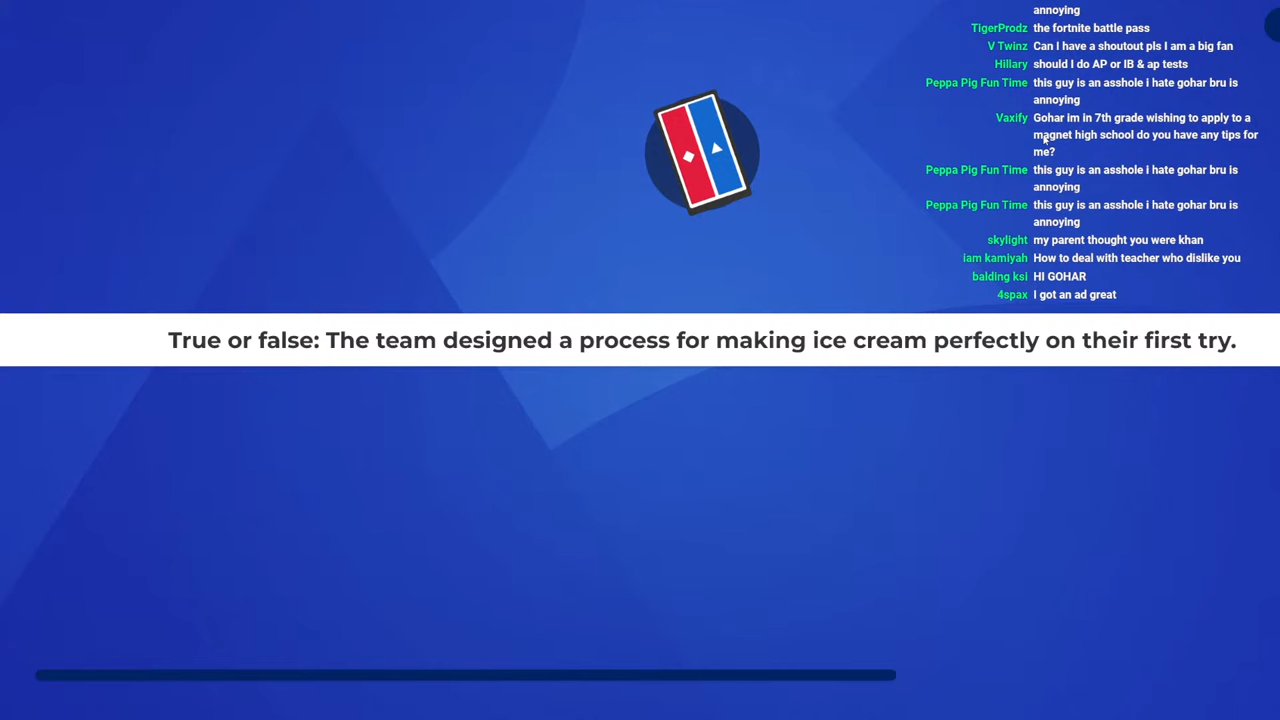 annoying
TigerProdz the fortnite battle pass
V Twinz Can I have a shoutout pls I am a big fan
Hillary should I do AP or IB & ap tests
Peppa Pig Fun Time this guy is an asshole i hate gohar bru is
annoying
Vaxify Gohar im in 7th grade wishing to apply to a
magnet high school do you have any tips for
me?
Peppa Pig Fun Time this guy is an asshole i hate gohar bru is
annoying
Peppa Pig Fun Time this guy is an asshole i hate gohar bru is
annoying
skylight my parent thought you were khan
iam kamiyah How to deal with teacher who dislike you
balding ksi HI GOHAR
4spax I got an ad great
True or false: The team designed a process for making ice cream perfectly on their first try.